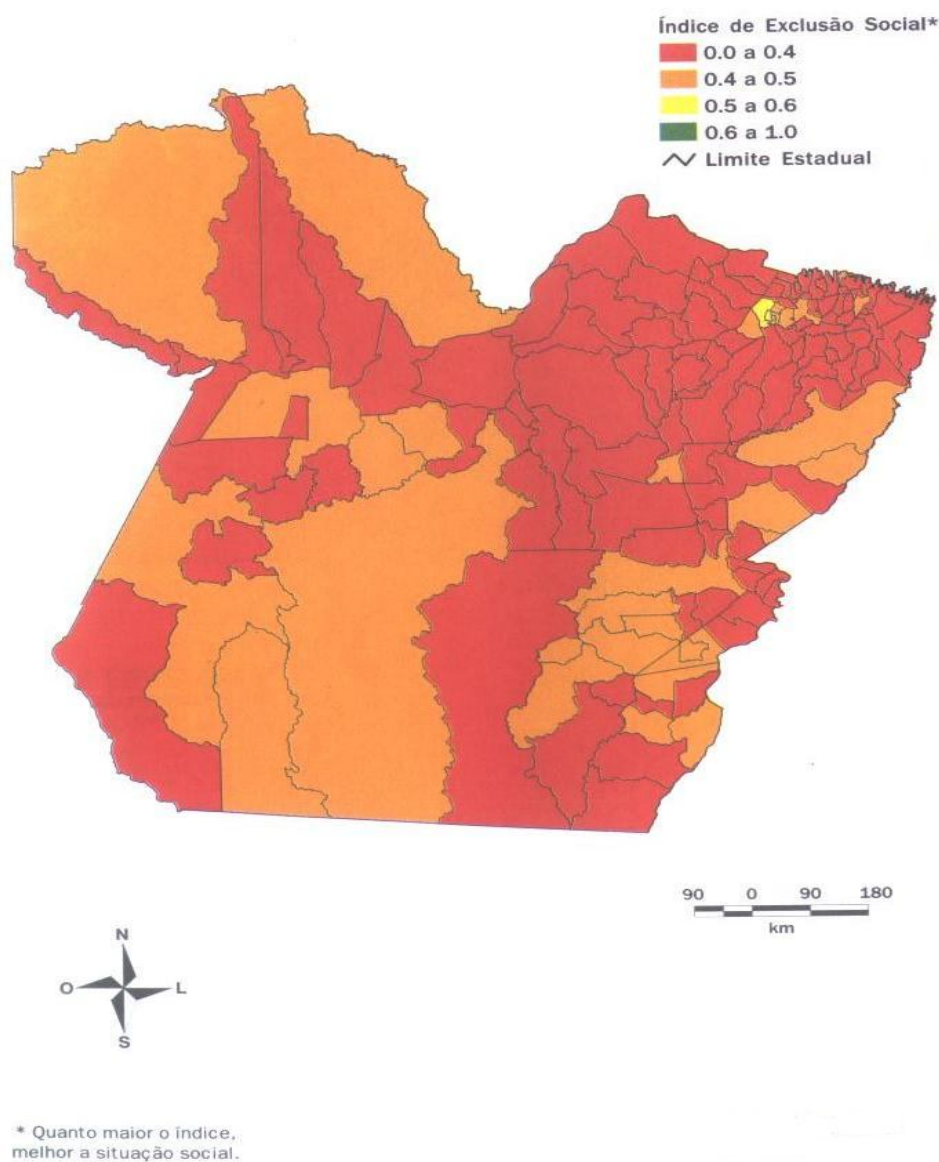 Índice de Exclusão Social*
0.0 a 0.4
0.4 a 0.5
0.5 a 0.6
0.6 a 1.0
Limite Estadual
90 0 90 180
km
N
O L
S
* Quanto maior o índice,
melhor a situação social.